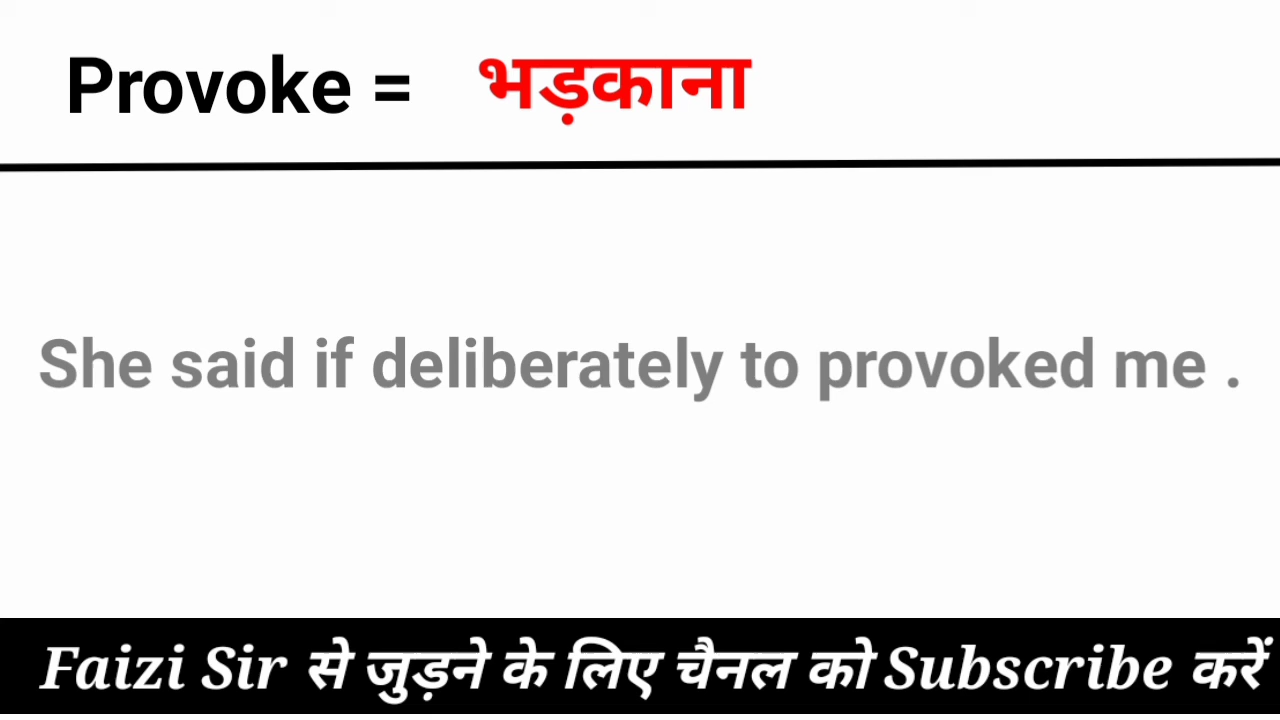 Provoke = भड़काना
She said if deliberately to provoked me .
Faizi Sir से जुड़ने के लिए चैनल को Subscribe करें